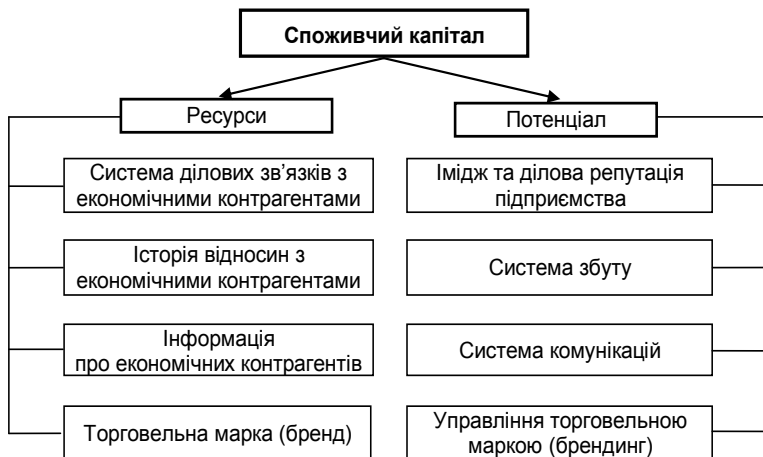 Споживчий капітал
Ресурси
Потенціал
Система ділових зв'язків з
економічними контрагентами
Імідж та ділова репутація
підприємства
Історія відносин з
економічними контрагентами
Система збуту
Інформація
про економічних контрагентів
Система комунікацій
Торговельна марка (бренд)
Управління торговельною
маркою (брендинг)